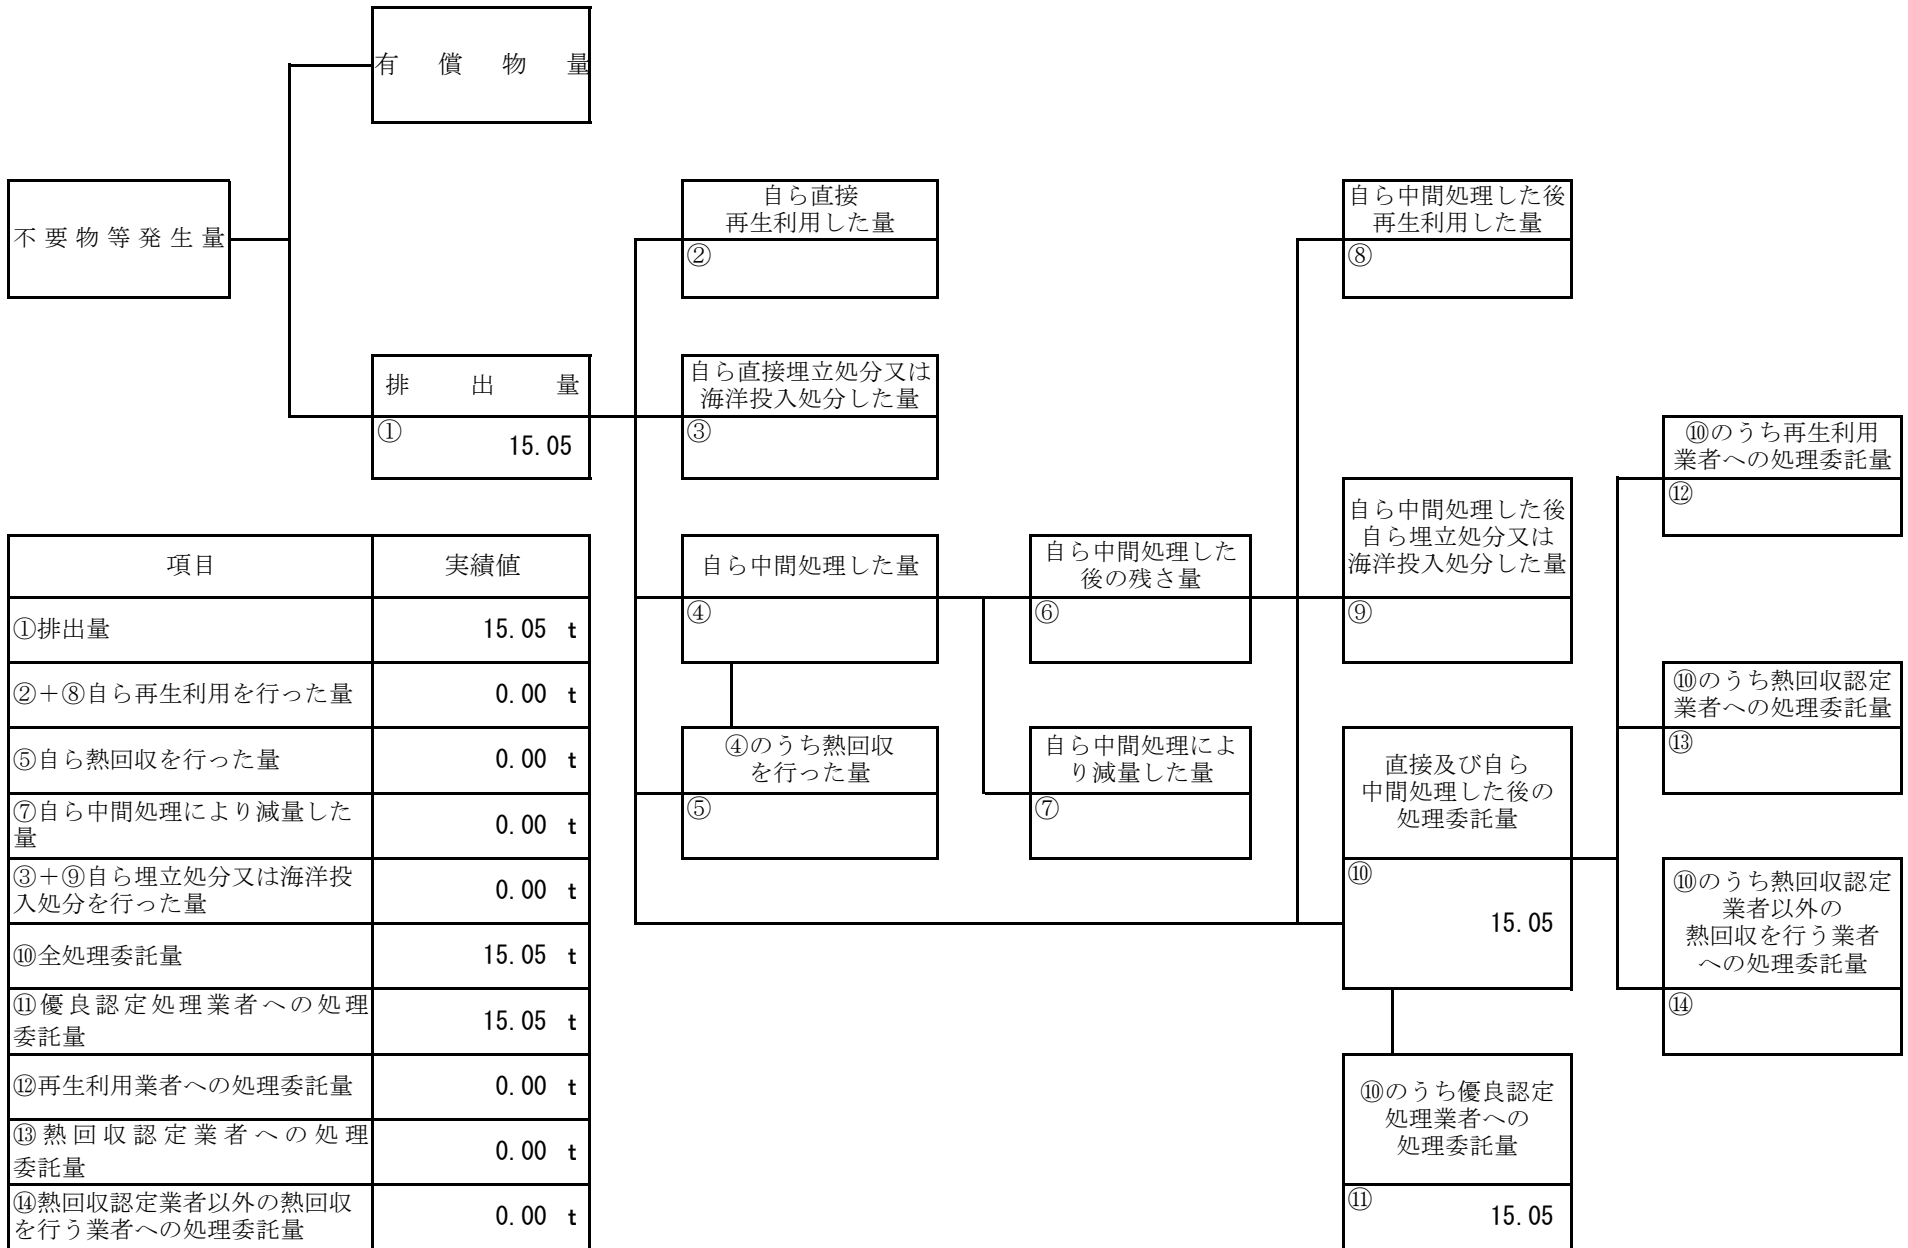 有償物量
不要物等発生量
排出量
①
15.05
自ら直接
再生利用した量
②
自ら直接埋立処分又は
海洋投入処分した量
③
自ら中間処理した量
④
④のうち熱回収
を行った量
⑤
自ら中間処理した
後の残さ量
⑥
自ら中間処理によ
り減量した量
⑦
自ら中間処理した後
再生利用した量
⑧
自ら中間処理した後
自ら埋立処分又は
海洋投入処分した量
⑨
直接及び自ら
中間処理した後の
処理委託量
⑩
15.05
⑩のうち優良認定
処理業者への
処理委託量
⑪
15.05
⑩のうち再生利用
業者への処理委託量
⑫
⑩のうち熱回収認定
業者への処理委託量
⑬
⑩のうち熱回収認定
業者以外の
熱回収を行う業者
への処理委託量
⑭
項目 実績値
①排出量 15.05 t
②+⑧自ら再生利用を行った量 0.00 t
⑤自ら熱回収を行った量 0.00 t
⑦自ら中間処理により減量した
量 0.00 t
③+⑨自ら埋立処分又は海洋投
入処分を行った量 0.00 t
⑩全処理委託量 15.05 t
⑪優良認定処理業者への処理
委託量 15.05 t
⑫再生利用業者への処理委託量 0.00 t
⑬熱回収認定業者への処理
委託量 0.00 t
⑭熱回収認定業者以外の熱回収
を行う業者への処理委託量 0.00 t